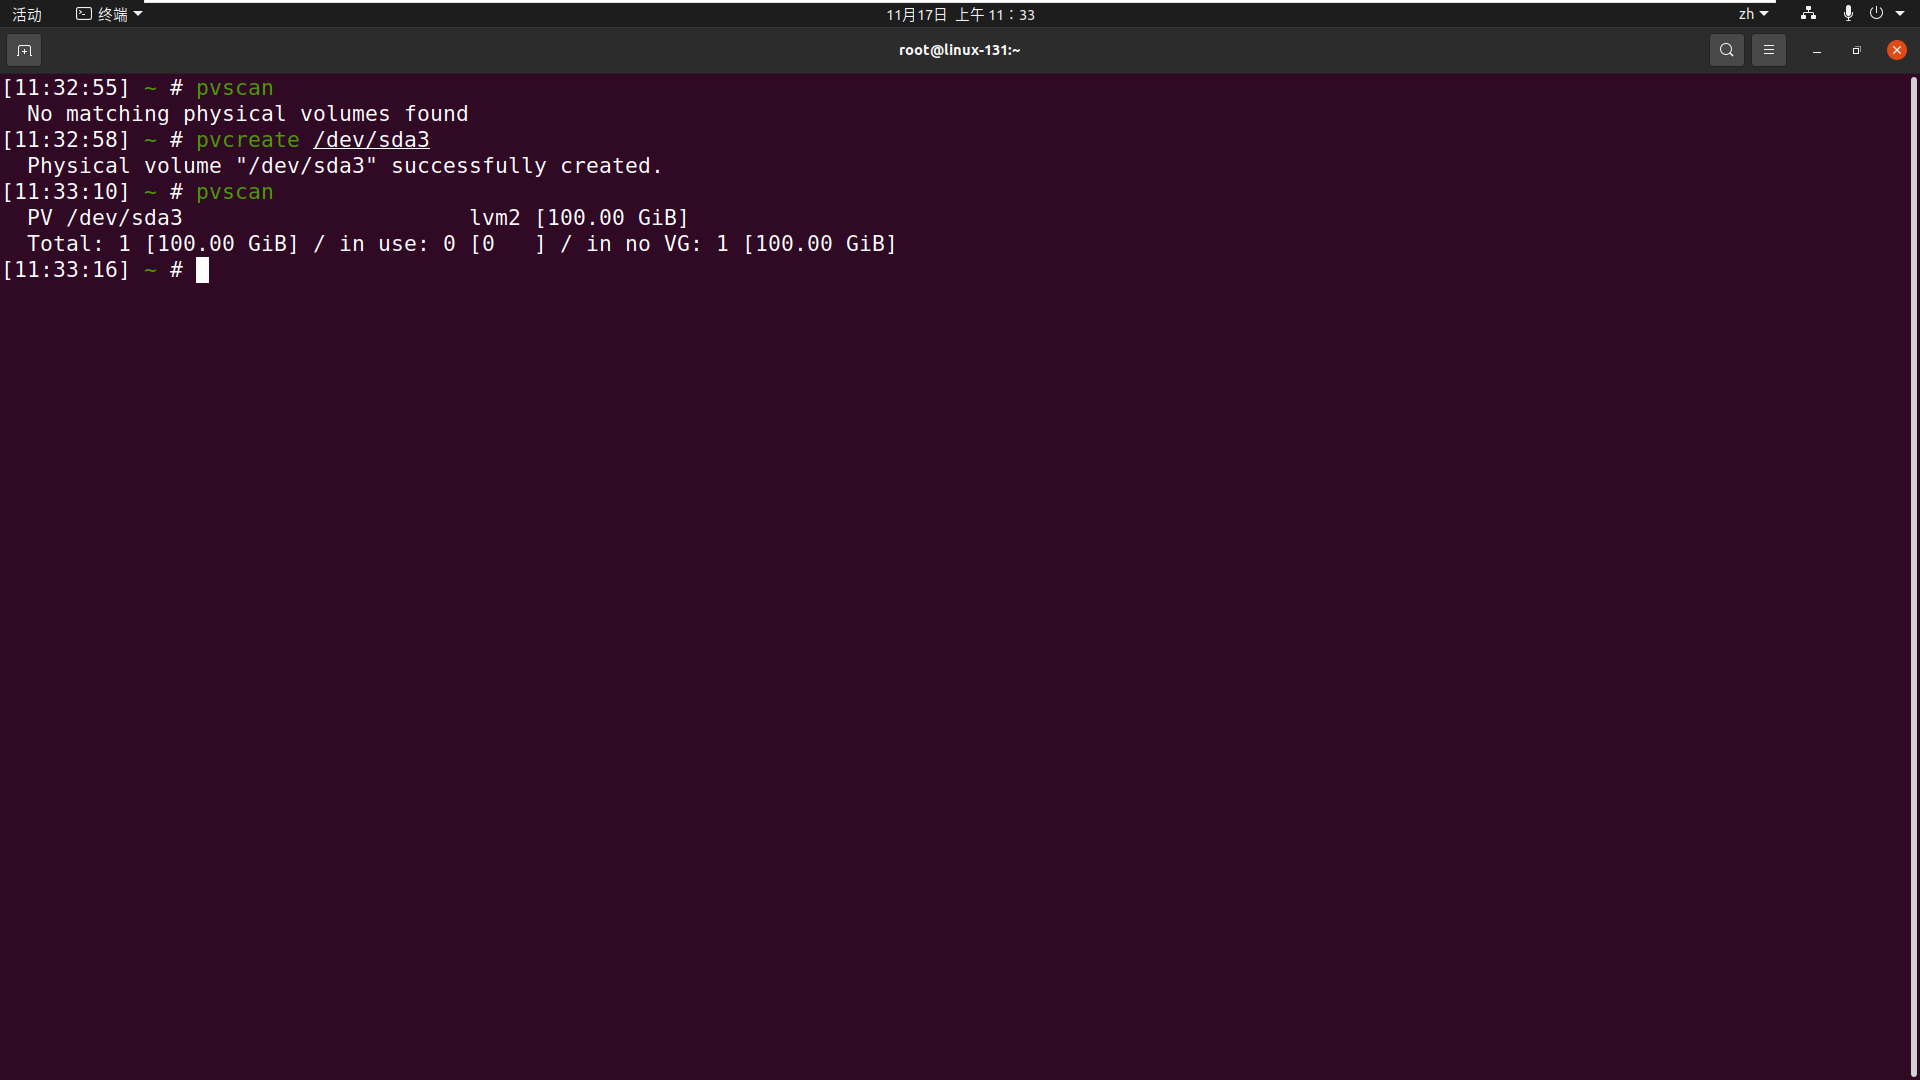 活动 终端 11月17日 上午 11：33 zh
root@linux-131:~
[11:32:55] ~ # pvscan
  No matching physical volumes found
[11:32:58] ~ # pvcreate /dev/sda3
  Physical volume "/dev/sda3" successfully created.
[11:33:10] ~ # pvscan
  PV /dev/sda3                      lvm2 [100.00 GiB]
  Total: 1 [100.00 GiB] / in use: 0 [0   ] / in no VG: 1 [100.00 GiB]
[11:33:16] ~ #